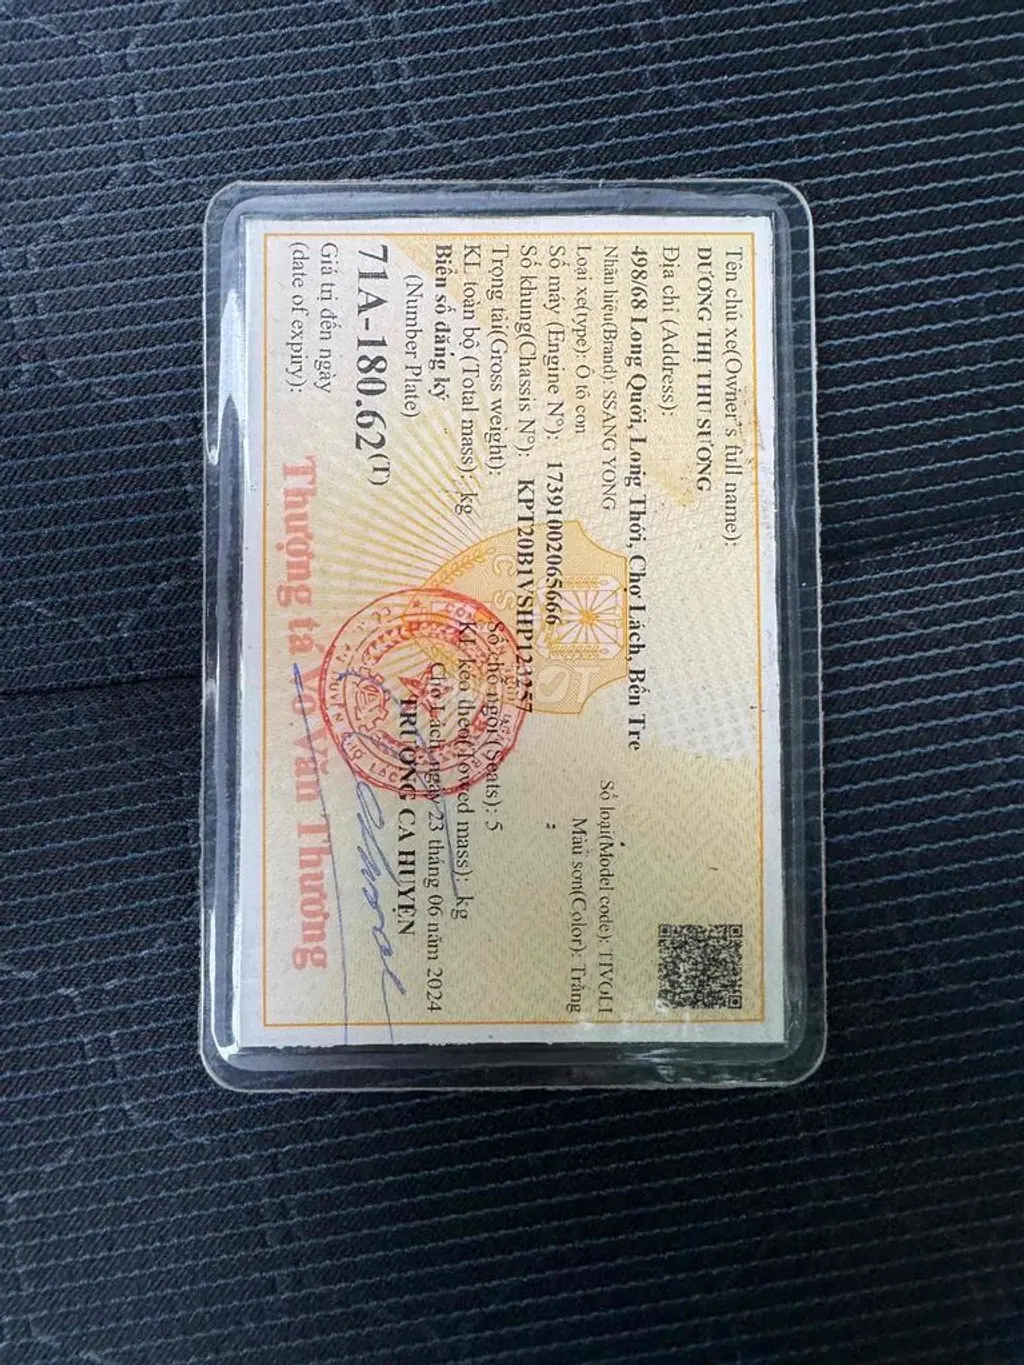 Tên chủ xe(Owner's full name):
DƯƠNG THỊ THU SƯƠNG
Địa chỉ (Address):
498/68 Long Quới, Long Thới, Chợ Lách, Bến Tre
Nhãn hiệu(Brand): SSANG YONG Số loại(Model code): TIVOLI
Loại xe(type): Ô tô con Màu sơn(Color): Trắng
Số máy (Engine N°): 17391002065666
Số khung(Chassis N°): KPT20B1VSHP123257
Trọng tải(Gross weight): Số chỗ ngồi (Seats): 5
KL toàn bộ (Total mass): kg KL kéo theo(Towed mass): kg
Biển số đăng ký Chợ Lách ngày 23 tháng 06 năm 2024
(Number Plate) TRƯỞNG CA HUYỆN
71A-180.62(T)
Giá trị đến ngày
(date of expiry):
Thượng tá Võ Văn Thương